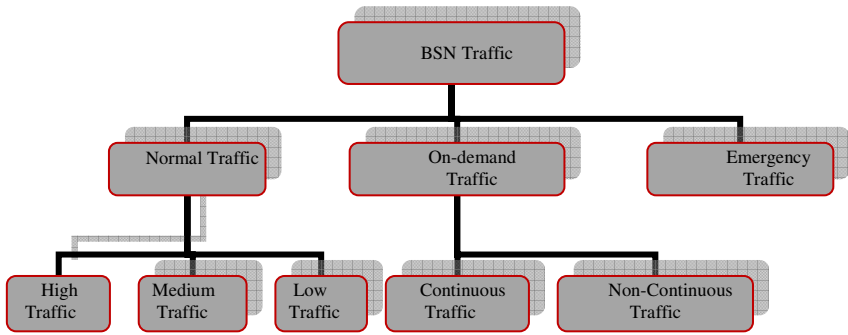 BSN Traffic
Normal Traffic
On-demand
Traffic
Emergency
Traffic
High
Traffic
Medium
Traffic
Low
Traffic
Continuous
Traffic
Non-Continuous
Traffic